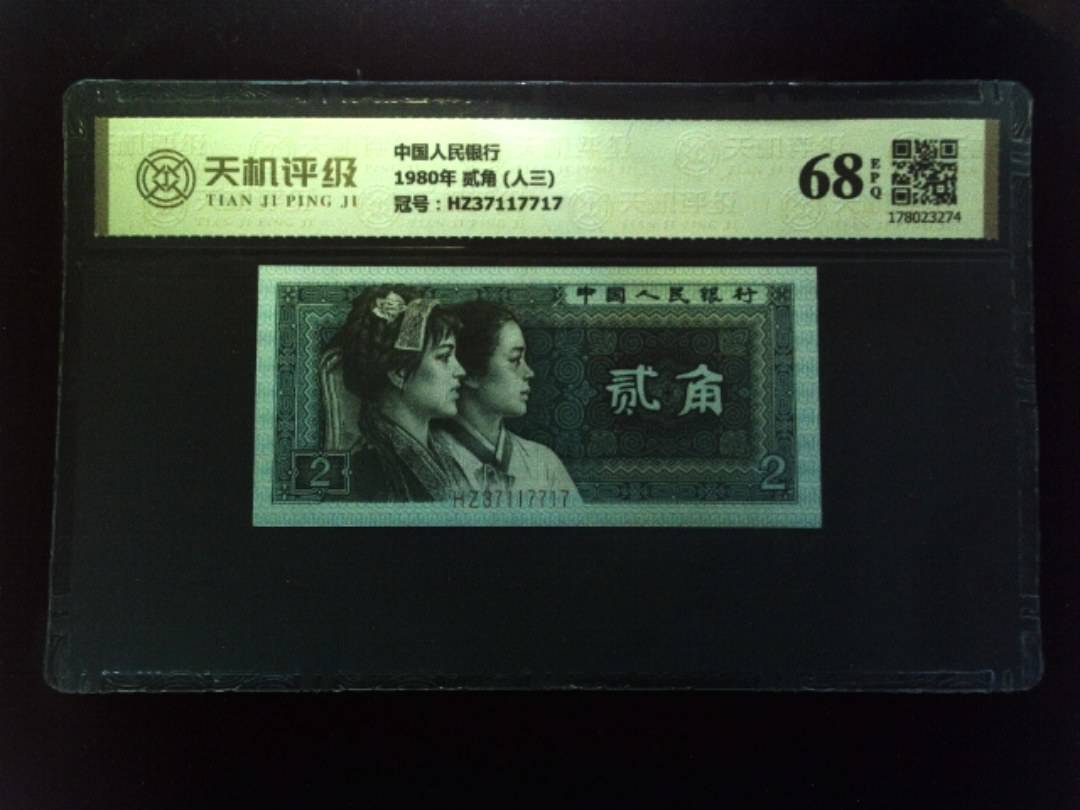 天机评级
TIAN JI PING JI
中国人民银行
1980年 贰角 (人三)
冠号：HZ37117717
68
EPQ
178023274
中国人民银行
贰角
2
2
HZ37117717